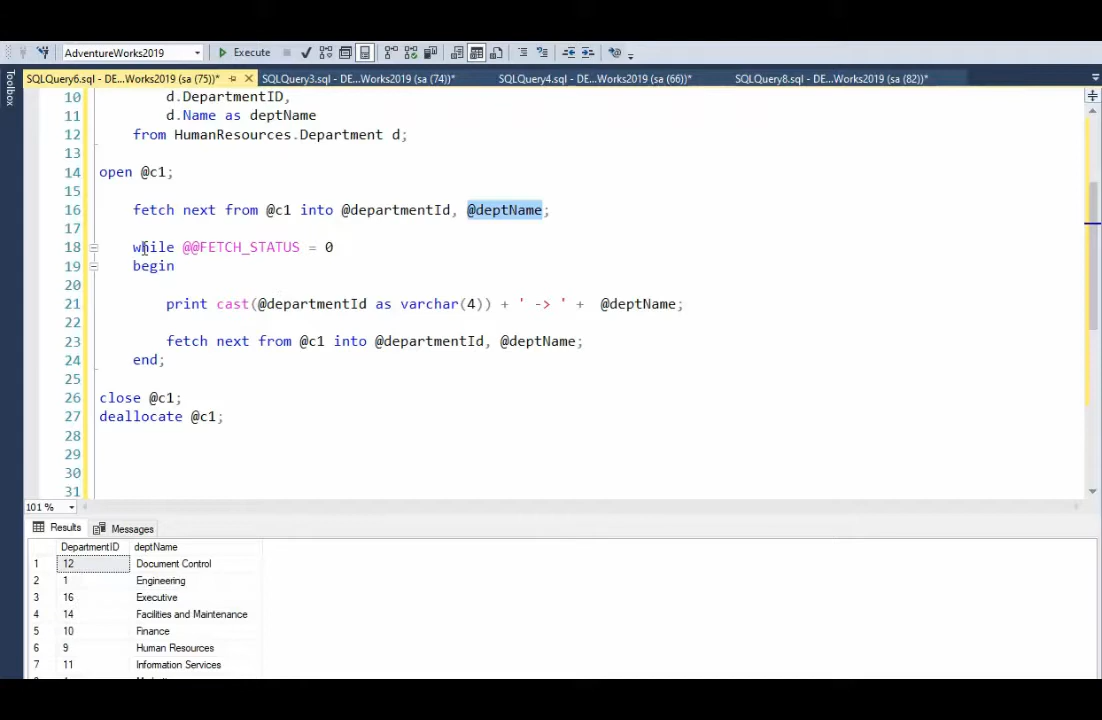 AdventureWorks2019 Execute
SQLQuery6.sql - DE...Works2019 (sa (75))* SQLQuery3.sql - DE...Works2019 (sa (74))* SQLQuery4.sql - DE...Works2019 (sa (66))* SQLQuery8.sql - DE...Works2019 (sa (82))*
Toolbox
10 d.DepartmentID,
11 d.Name as deptName
12 from HumanResources.Department d;
13
14 open @c1;
15
16 fetch next from @c1 into @departmentId, @deptName;
17
18 while @@FETCH_STATUS = 0
19 begin
20
21 print cast(@departmentId as varchar(4)) + ' -> ' + @deptName;
22
23 fetch next from @c1 into @departmentId, @deptName;
24 end;
25
26 close @c1;
27 deallocate @c1;
28
29
30
31
101 %
Results Messages
DepartmentID deptName
1 12 Document Control
2 1 Engineering
3 16 Executive
4 14 Facilities and Maintenance
5 10 Finance
6 9 Human Resources
7 11 Information Services